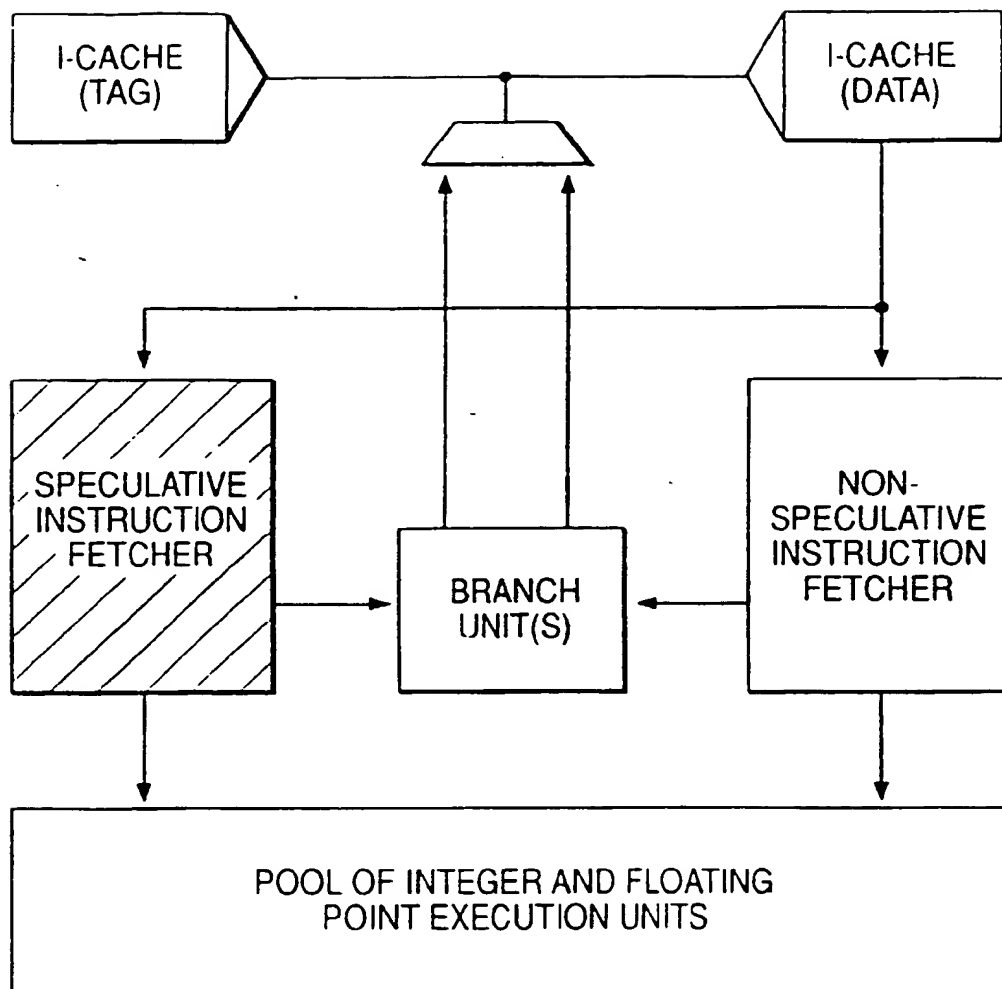 I-CACHE
(TAG)
I-CACHE
(DATA)
SPECULATIVE
INSTRUCTION
FETCHER
BRANCH
UNIT(S)
NON-
SPECULATIVE
INSTRUCTION
FETCHER
POOL OF INTEGER AND FLOATING
POINT EXECUTION UNITS